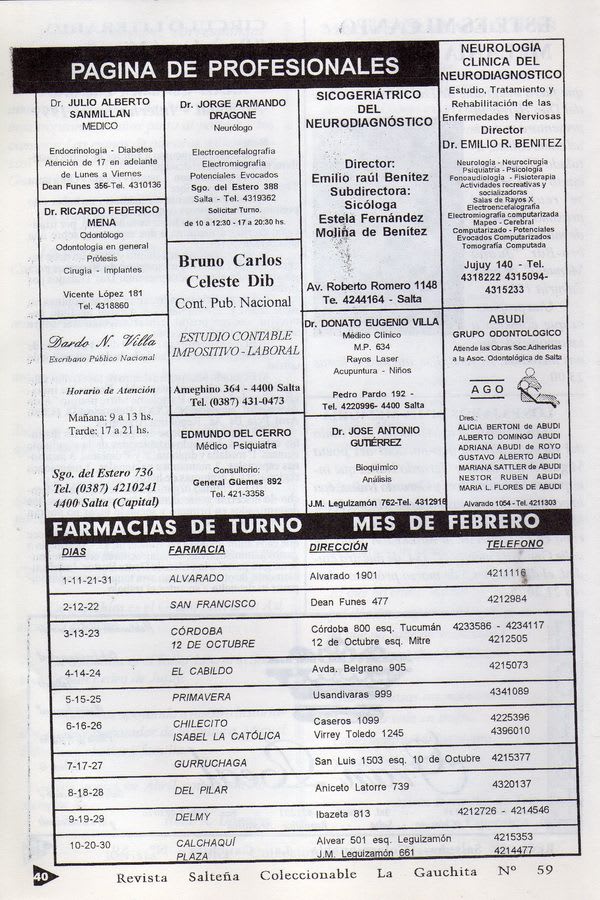 PAGINA DE PROFESIONALES
Dr. JULIO ALBERTO
SANMILLAN
MEDICO
Endocrinologia - Diabetes
Atención de 17 en adelante
de Lunes a Viernes
Dean Funes 356-Tel. 4310136
Dr. RICARDO FEDERICO
MENA
Odontólogo
Odontologia en general
Prótesis
Cirugia - Implantes
Vicente López 181
Tel. 4318860
Dardo N. Villa
Escribano Público Nacional
Horario de Atención
Mañana: 9 a 13 hs.
Tarde: 17 a 21 hs.
Sgo. del Estero 736
Tel. (0387) 4210241
4400 Salta (Capital)
Dr. JORGE ARMANDO
DRAGONE
Neurólogo
Electroencefalografia
Electromiografia
Potenciales Evocados
Sgo. del Estero 388
Salta - Tel. 4319362
Solicitar Turno.
de 10 a 12:30 - 17 a 20:30 hs.
Bruno Carlos
Celeste Dib
Cont. Pub. Nacional
ESTUDIO CONTABLE
IMPOSITIVO - LABORAL
Ameghino 364 - 4400 Salta
Tel. (0387) 431-0473
EDMUNDO DEL CERRO
Médico Psiquiatra
Consultorio:
General Güemes 892
Tel. 421-3358
SICOGERIÁTRICO
DEL
NEURODIAGNÓSTICO
Director:
Emilio raúl Benitez
Subdirectora:
Sicóloga
Estela Fernández
Molina de Benitez
Av. Roberto Romero 1148
Te. 4244164 - Salta
Dr. DONATO EUGENIO VILLA
Médico Clinico
M.P. 634
Rayos Laser
Acupuntura - Niños
Pedro Pardo 192 -
Tel. 4220996- 4400 Salta
Dr. JOSE ANTONIO
GUTIÉRREZ
Bioquimico
Análisis
J.M. Leguizamón 762-Tel. 4312916
NEUROLOGIA
CLINICA DEL
NEURODIAGNOSTICO
Estudio, Tratamiento y
Rehabilitación de las
Enfermedades Nerviosas
Director
Dr. EMILIO R. BENITEZ
Neurologia - Neurocirugia
Psiquiatria - Psicologia
Fonoaudiologia - Fisioterapia
Actividades recreativas y
socializadoras
Salas de Rayos X
Electroencefalografia
Electromiografia computarizada
Mapeo - Cerebral
Computarizado - Potenciales
Evocados Computados
Tomografia Computada
Jujuy 140 - Tel.
4318222 4315094-
4315233
ABUDI
GRUPO ODONTOLOGICO
Atiende las Obras Soc.Adheridas
a la Asoc. Odontológica de Salta
AGO
Dres.:
ALICIA BERTONI de ABUDI
ALBERTO DOMINGO ABUDI
ADRIANA ABUDI de ROYO
GUSTAVO ALBERTO ABUDI
MARIANA SATTLER de ABUDI
NESTOR RUBEN ABUDI
MARIA L. FLORES DE ABUDI
Alvarado 1054 -Tel. 4211303
FARMACIAS DE TURNO MES DE FEBRERO
DIAS FARMACIA DIRECCIÓN TELEFONO
1-11-21-31 ALVARADO Alvarado 1901 4211116
2-12-22 SAN FRANCISCO Dean Funes 477 4212984
3-13-23 CÓRDOBA Córdoba 800 esq. Tucumán 4233586 - 4234117
12 DE OCTUBRE 12 de Octubre esq. Mitre 4212505
4-14-24 EL CABILDO Avda. Belgrano 905 4215073
5-15-25 PRIMAVERA Usandivaras 999 4341089
6-16-26 CHILECITO Caseros 1099 4225396
ISABEL LA CATÓLICA Virrey Toledo 1245 4396010
7-17-27 GURRUCHAGA San Luis 1503 esq. 10 de Octubre 4215377
8-18-28 DEL PILAR Aniceto Latorre 739 4320137
9-19-29 DELMY Ibazeta 813 4212726 - 4214546
10-20-30 CALCHAQUÍ Alvear 501 esq. Leguizamón 4215353
PLAZA J.M. Leguizamón 661 4214477
40 Revista Salteña Coleccionable La Gauchita Nº 59